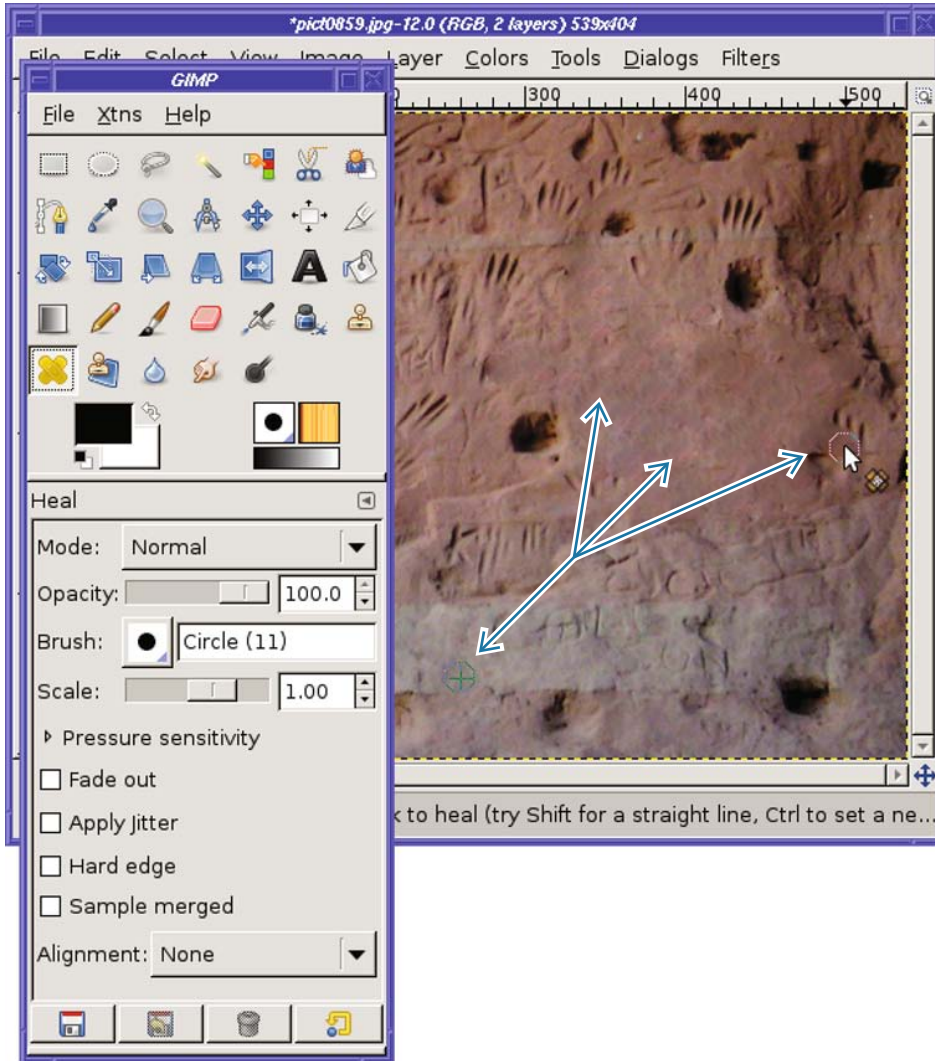 *pict0859.jpg-12.0 (RGB, 2 layers) 539x404
File Edit Select View Image Layer Colors Tools Dialogs Filters
GIMP
File Xtns Help
300 400 500
Heal
Mode: Normal
Opacity: 100.0
Brush: Circle (11)
Scale: 1.00
Pressure sensitivity
Fade out
Apply Jitter
Hard edge
Sample merged
Alignment: None
to heal (try Shift for a straight line, Ctrl to set a ne...